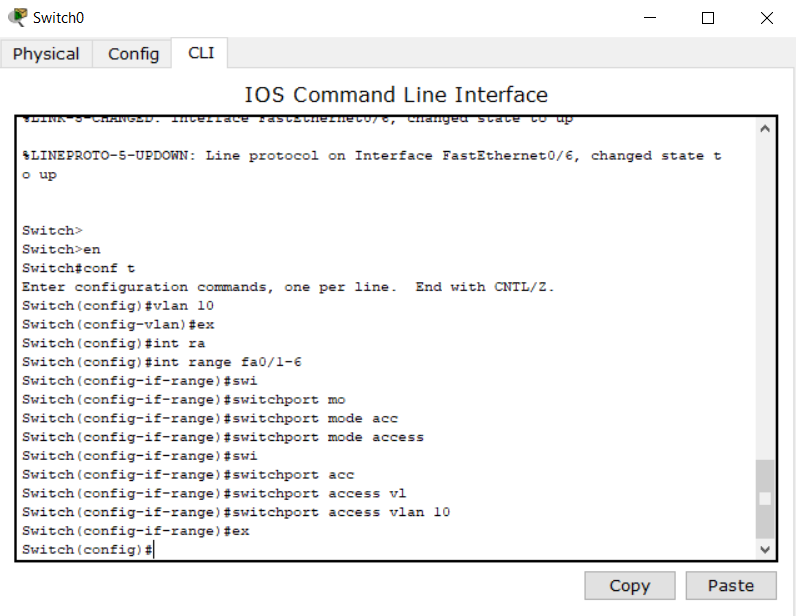 Switch0
Physical Config CLI
IOS Command Line Interface
%LINK-5-CHANGED: Interface FastEthernet0/6, changed state to up
%LINEPROTO-5-UPDOWN: Line protocol on Interface FastEthernet0/6, changed state t
o up
Switch>
Switch>en
Switch#conf t
Enter configuration commands, one per line.  End with CNTL/Z.
Switch(config)#vlan 10
Switch(config-vlan)#ex
Switch(config)#int ra
Switch(config)#int range fa0/1-6
Switch(config-if-range)#swi
Switch(config-if-range)#switchport mo
Switch(config-if-range)#switchport mode acc
Switch(config-if-range)#switchport mode access
Switch(config-if-range)#swi
Switch(config-if-range)#switchport acc
Switch(config-if-range)#switchport access vl
Switch(config-if-range)#switchport access vlan 10
Switch(config-if-range)#ex
Switch(config)#
Copy Paste